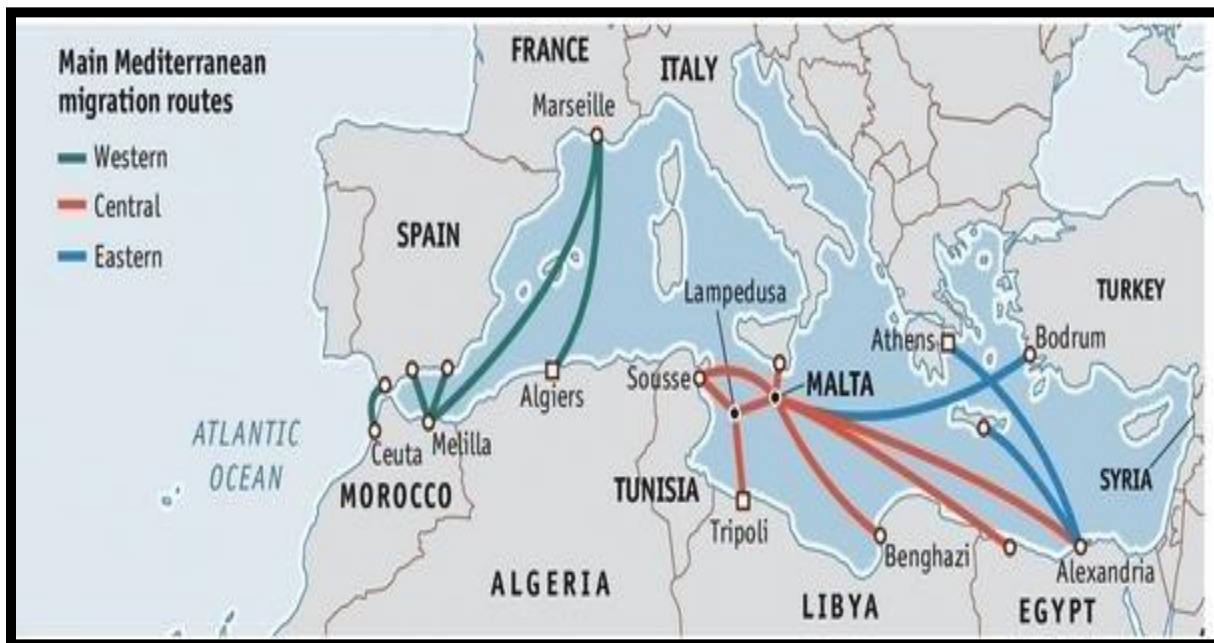 Main Mediterranean
migration routes
Western
Central
Eastern
FRANCE
ITALY
Marseille
SPAIN
Lampedusa
TURKEY
Athens
Bodrum
Sousse
MALTA
Algiers
ATLANTIC
OCEAN
Ceuta
Melilla
SYRIA
MOROCCO
TUNISIA
Tripoli
Benghazi
Alexandria
ALGERIA
LIBYA
EGYPT